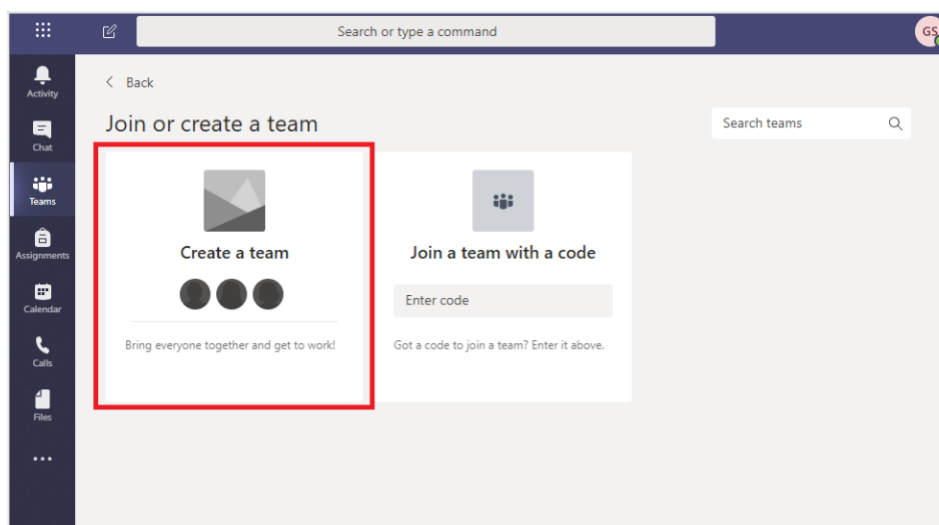 Search or type a command
GS
Activity
Chat
Teams
Assignments
Calendar
Calls
Files
Back
Join or create a team
Search teams
Create a team
Bring everyone together and get to work!
Join a team with a code
Enter code
Got a code to join a team? Enter it above.